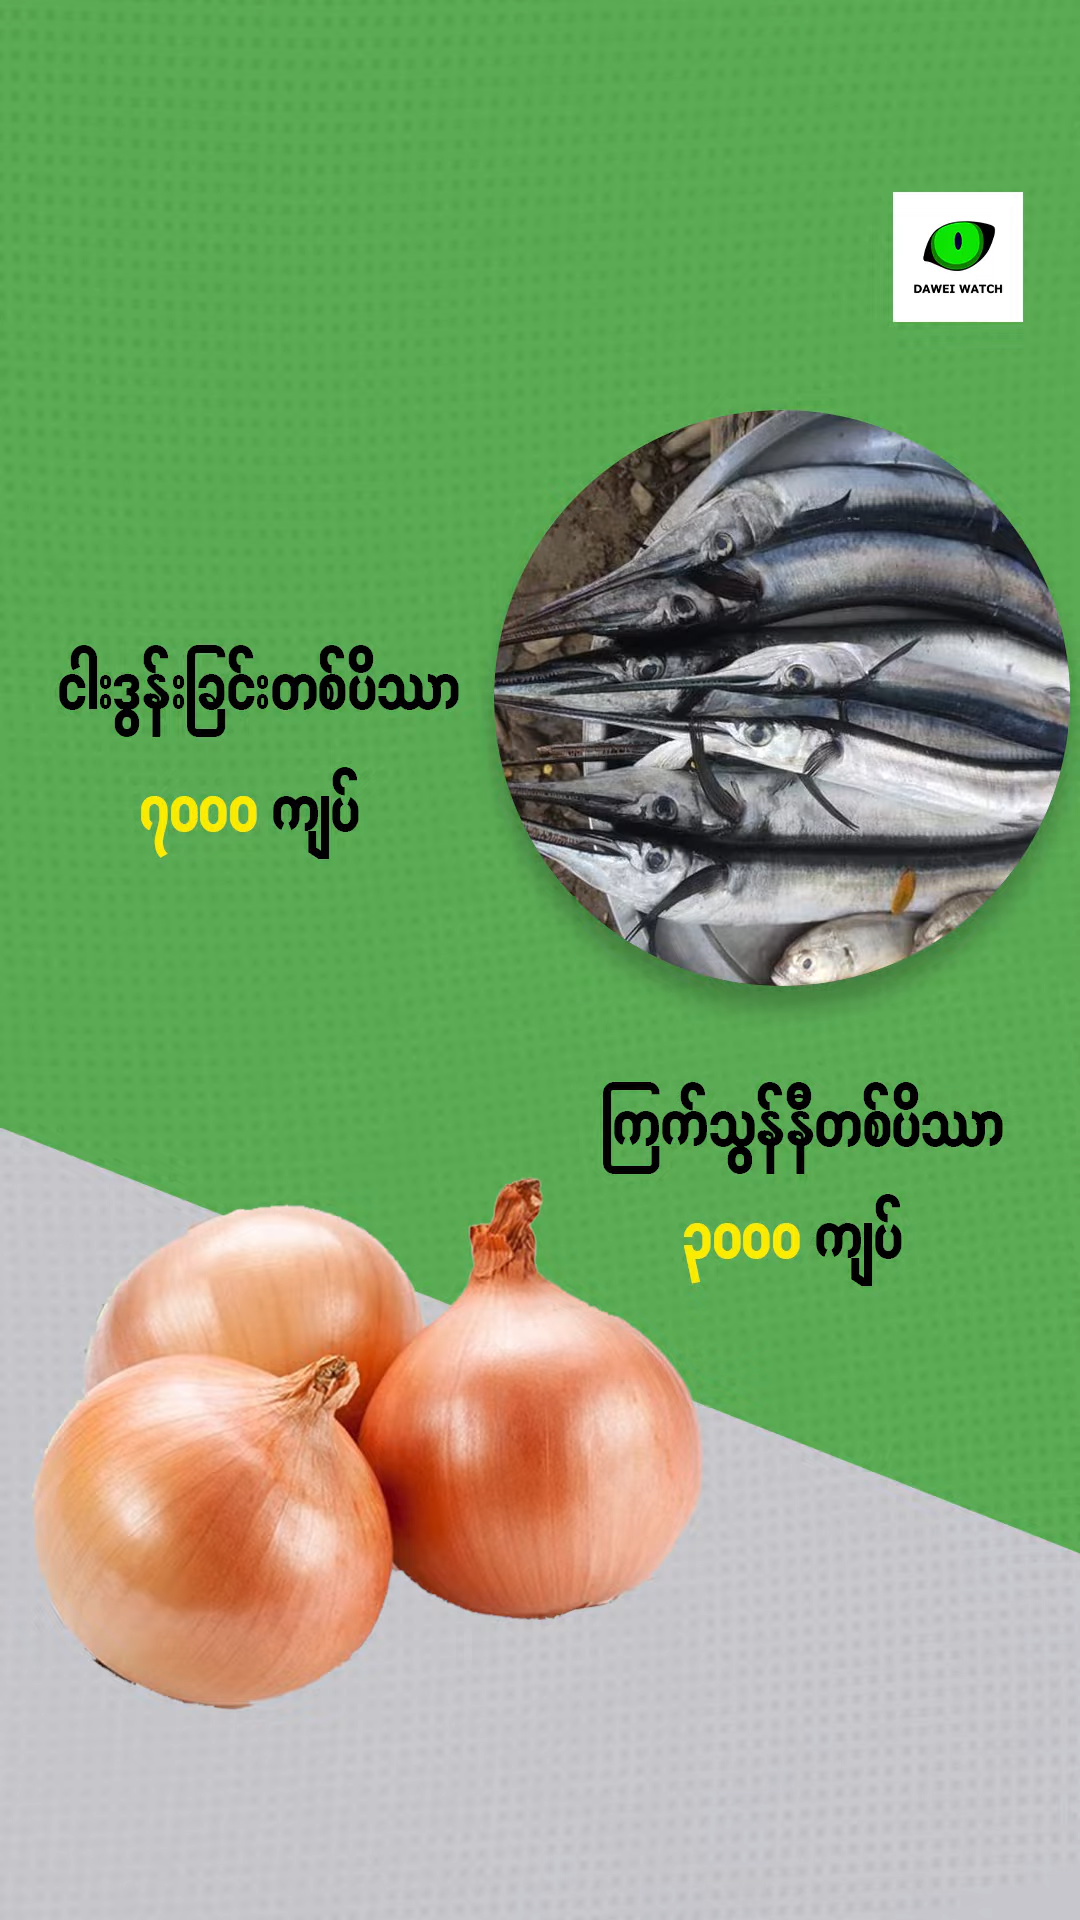 DAWEI WATCH
ငါးဒွန်းခြင်းတစ်ပိဿာ
၇၀၀၀ ကျပ်
ကြက်သွန်နီတစ်ပိဿာ
၃၀၀၀ ကျပ်